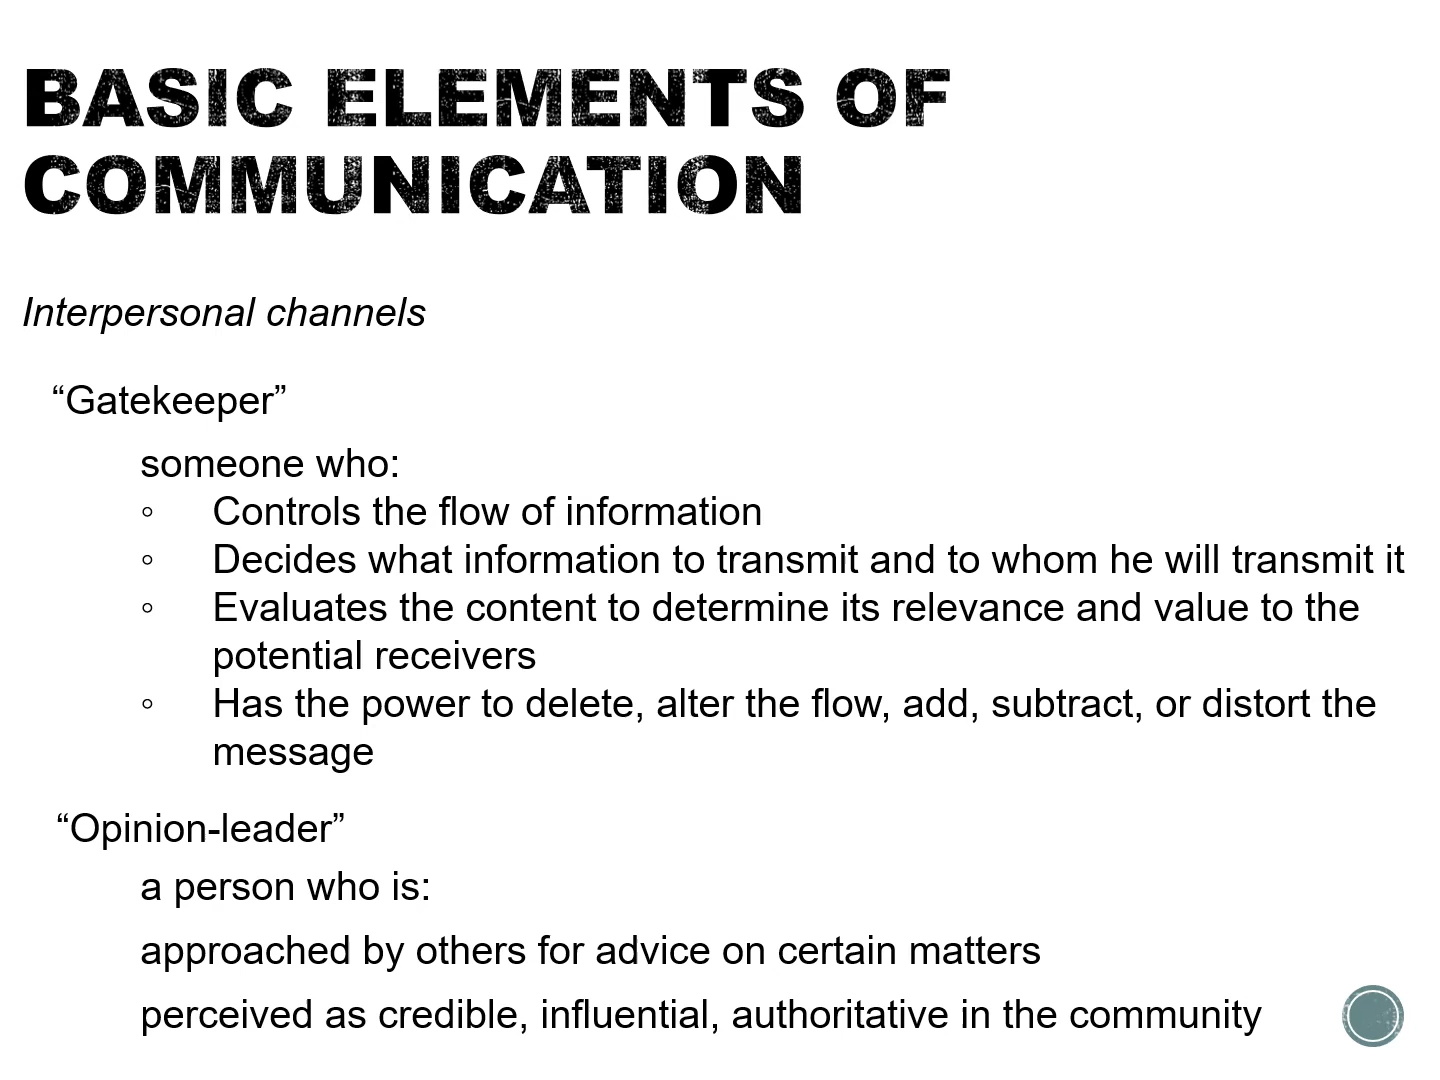 BASIC ELEMENTS OF
COMMUNICATION
Interpersonal channels
“Gatekeeper”
someone who:
◦ Controls the flow of information
◦ Decides what information to transmit and to whom he will transmit it
◦ Evaluates the content to determine its relevance and value to the
potential receivers
◦ Has the power to delete, alter the flow, add, subtract, or distort the
message
“Opinion-leader”
a person who is:
approached by others for advice on certain matters
perceived as credible, influential, authoritative in the community